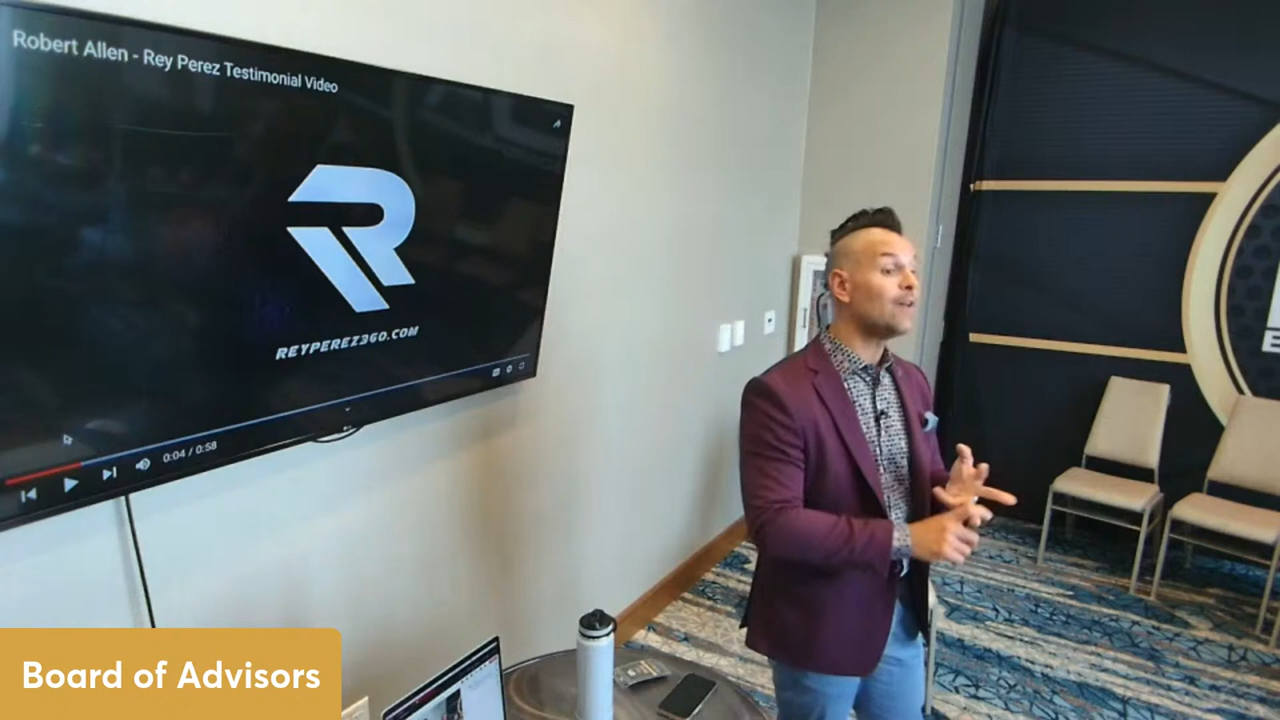 Robert Allen - Rey Perez Testimonial Video
REYPEREZ360.COM
0:04 / 0:58
Board of Advisors